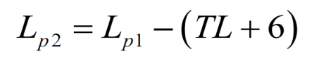 L_{p2} = L_{p1} − (TL + 6)